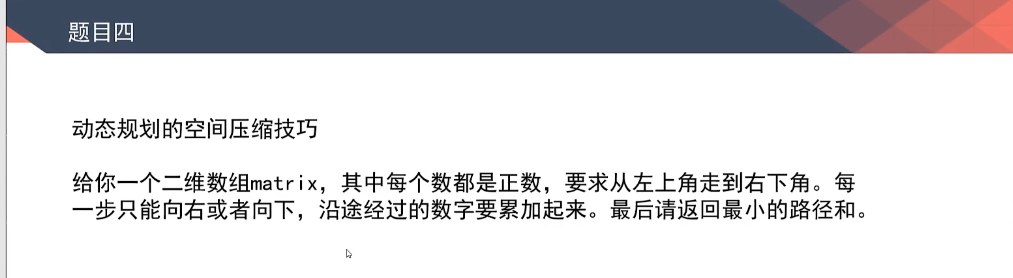 题目四
动态规划的空间压缩技巧
给你一个二维数组matrix，其中每个数都是正数，要求从左上角走到右下角。每
一步只能向右或者向下，沿途经过的数字要累加起来。最后请返回最小的路径和。